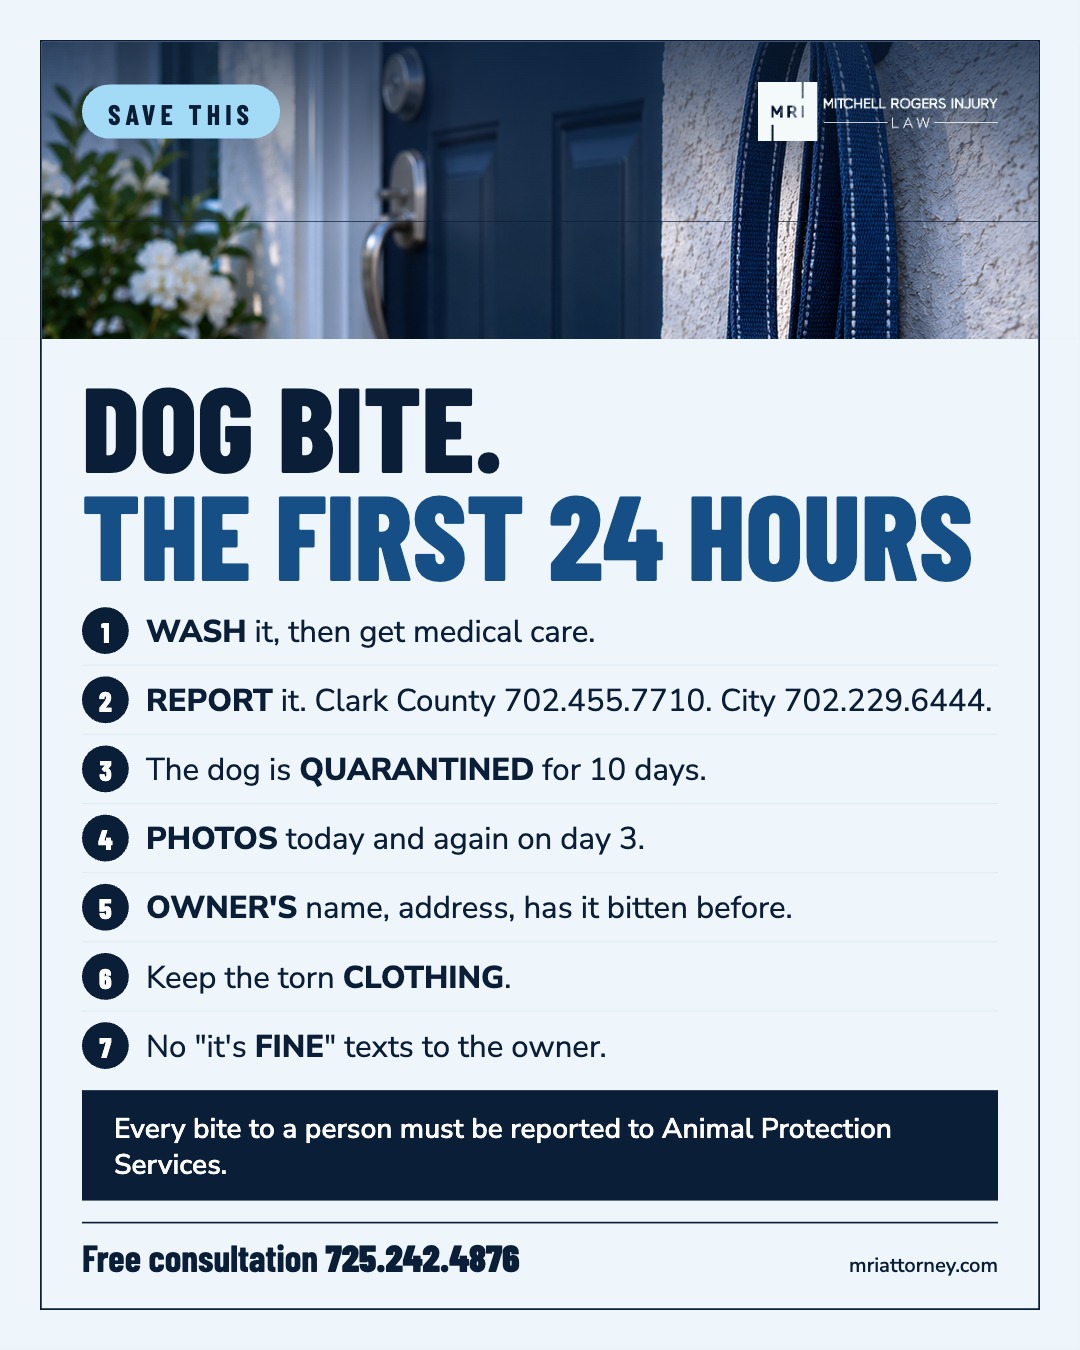 SAVE THIS
MRI
MITCHELL ROGERS INJURY
LAW
DOG BITE.
THE FIRST 24 HOURS
1 WASH it, then get medical care.
2 REPORT it. Clark County 702.455.7710. City 702.229.6444.
3 The dog is QUARANTINED for 10 days.
4 PHOTOS today and again on day 3.
5 OWNER'S name, address, has it bitten before.
6 Keep the torn CLOTHING.
7 No "it's FINE" texts to the owner.
Every bite to a person must be reported to Animal Protection
Services.
Free consultation 725.242.4876
mriattorney.com